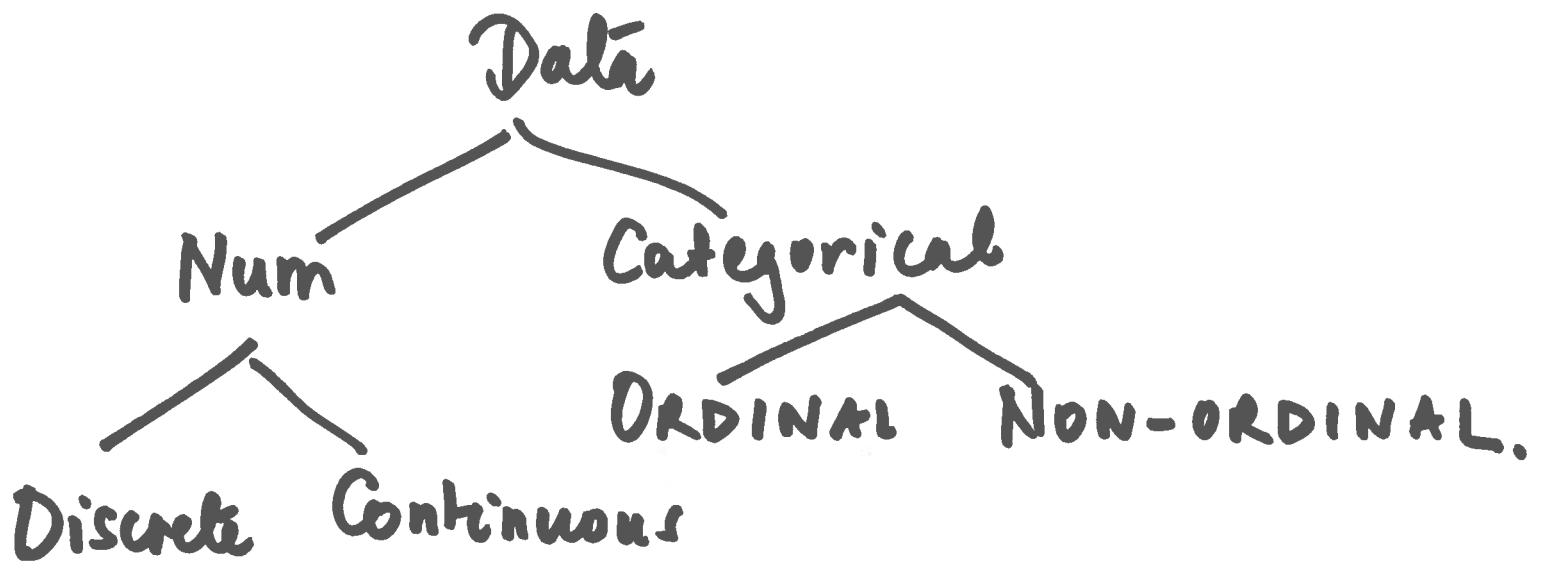 Data
Num Categorical
ORDINAL NON-ORDINAL.
Discrete Continuous